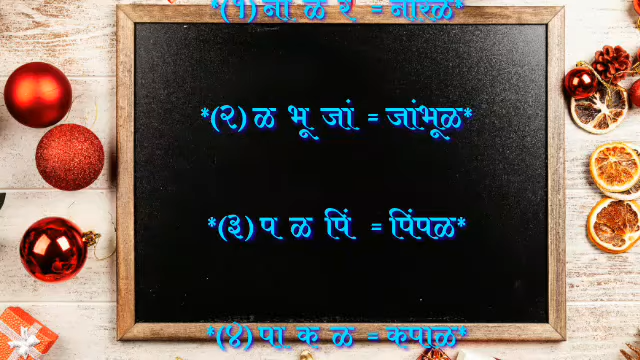 *(१) ना ळ र = नारळ*
*(२) ळ भू जां = जांभूळ*
*(३) प ळ पिं = पिंपळ*
*(४) पा क ळ = कपाळ*